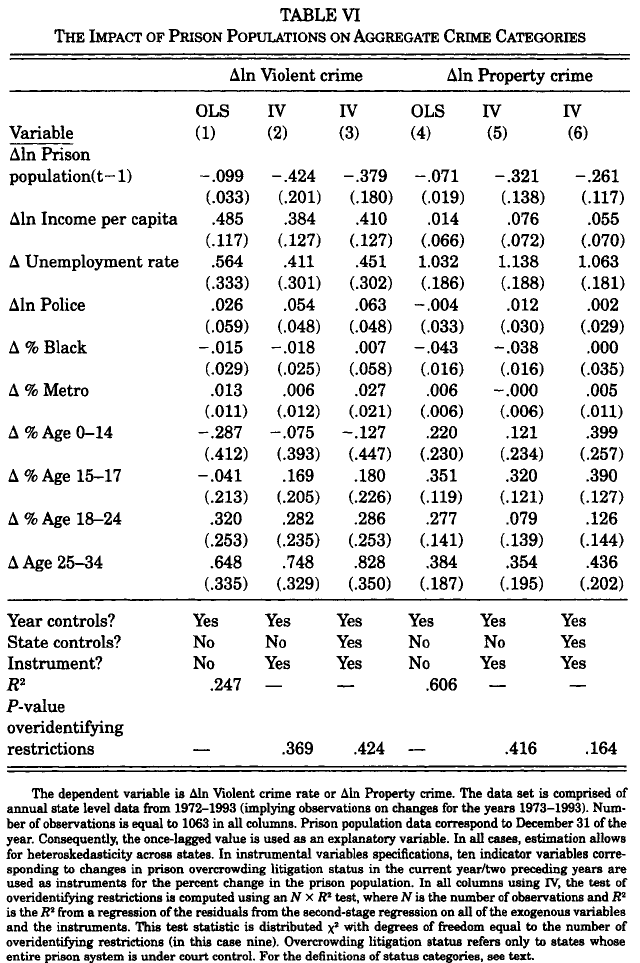 TABLE VI
THE IMPACT OF PRISON POPULATIONS ON AGGREGATE CRIME CATEGORIES
Δln Violent crime Δln Property crime
OLS IV IV OLS IV IV
Variable (1) (2) (3) (4) (5) (6)
Δln Prison
population(t−1) −.099 −.424 −.379 −.071 −.321 −.261
(.033) (.201) (.180) (.019) (.138) (.117)
Δln Income per capita .485 .384 .410 .014 .076 .055
(.117) (.127) (.127) (.066) (.072) (.070)
Δ Unemployment rate .564 .411 .451 1.032 1.138 1.063
(.333) (.301) (.302) (.186) (.188) (.181)
Δln Police .026 .054 .063 −.004 .012 .002
(.059) (.048) (.048) (.033) (.030) (.029)
Δ % Black −.015 −.018 .007 −.043 −.038 .000
(.029) (.025) (.058) (.016) (.016) (.035)
Δ % Metro .013 .006 .027 .006 −.000 .005
(.011) (.012) (.021) (.006) (.006) (.011)
Δ % Age 0–14 −.287 −.075 −.127 .220 .121 .399
(.412) (.393) (.447) (.230) (.234) (.257)
Δ % Age 15–17 −.041 .169 .180 .351 .320 .390
(.213) (.205) (.226) (.119) (.121) (.127)
Δ % Age 18–24 .320 .282 .286 .277 .079 .126
(.253) (.235) (.253) (.141) (.139) (.144)
Δ Age 25–34 .648 .748 .828 .384 .354 .436
(.335) (.329) (.350) (.187) (.195) (.202)
Year controls? Yes Yes Yes Yes Yes Yes
State controls? No No Yes No No Yes
Instrument? No Yes Yes No Yes Yes
R² .247 — — .606 — —
P-value
overidentifying
restrictions — .369 .424 — .416 .164
The dependent variable is Δln Violent crime rate or Δln Property crime. The data set is comprised of
annual state level data from 1972–1993 (implying observations on changes for the years 1973–1993). Num-
ber of observations is equal to 1063 in all columns. Prison population data correspond to December 31 of the
year. Consequently, the once-lagged value is used as an explanatory variable. In all cases, estimation allows
for heteroskedasticity across states. In instrumental variables specifications, ten indicator variables corre-
sponding to changes in prison overcrowding litigation status in the current year/two preceding years are
used as instruments for the percent change in the prison population. In all columns using IV, the test of
overidentifying restrictions is computed using an N × R² test, where N is the number of observations and R²
is the R² from a regression of the residuals from the second-stage regression on all of the exogenous variables
and the instruments. This test statistic is distributed χ² with degrees of freedom equal to the number of
overidentifying restrictions (in this case nine). Overcrowding litigation status refers only to states whose
entire prison system is under court control. For the definitions of status categories, see text.